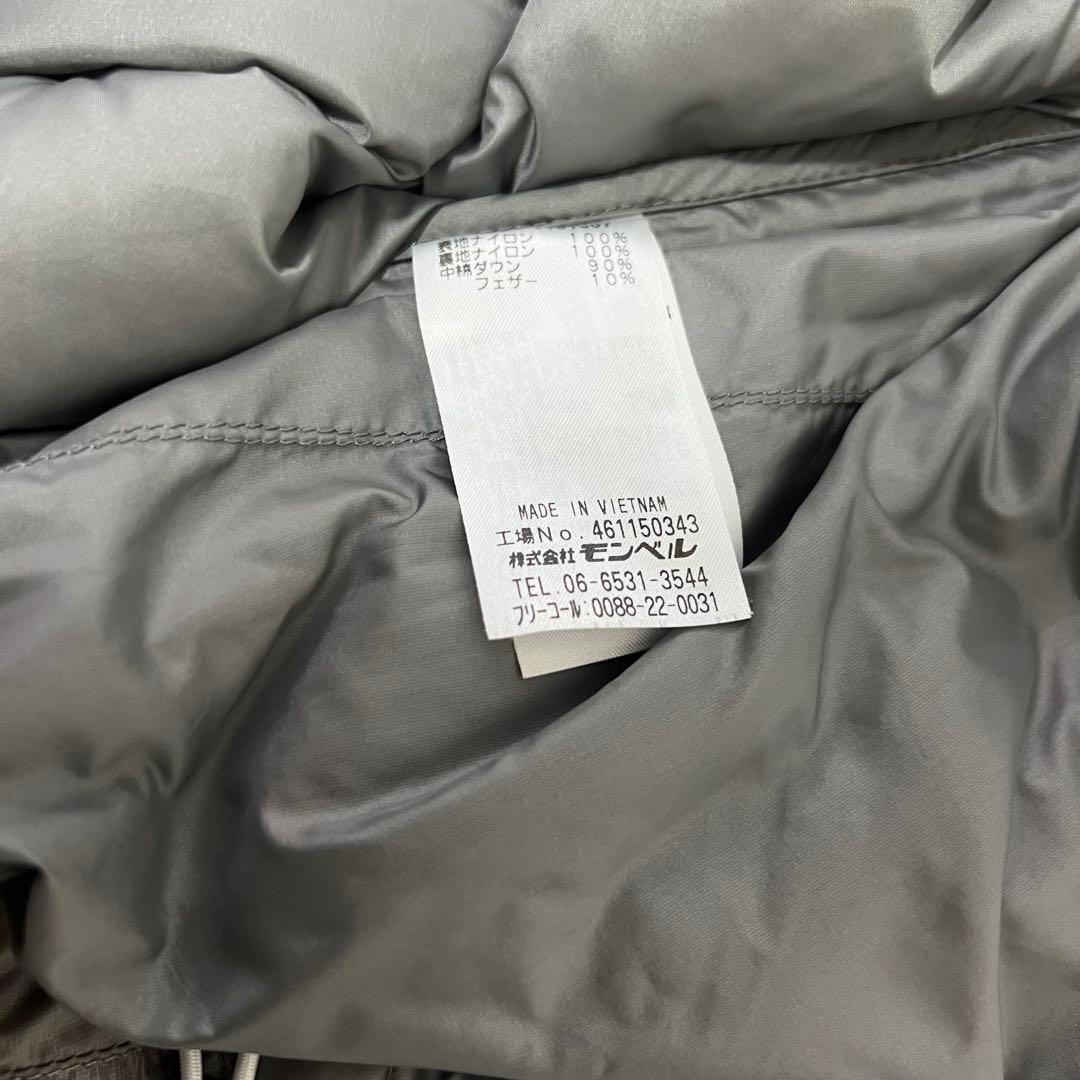 表地ナイロン 100%
裏地ナイロン 100%
中綿ダウン 90%
フェザー 10%
MADE IN VIETNAM
工場No. 461150343
株式会社 モンベル
TEL. 06-6531-3544
フリーコール:0088-22-0031